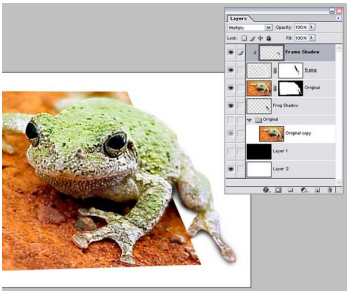 Layers
Multiply Opacity: 100%
Lock: Fill: 100%
Frame Shadow
frame
Original
Frog Shadow
Original
Original copy
Layer 1
Layer 2